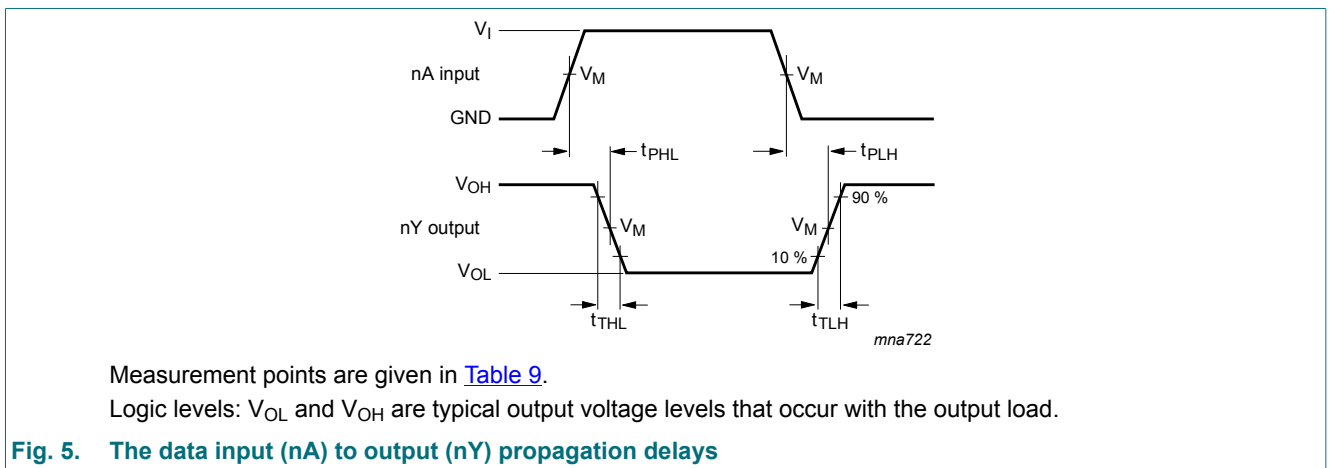 V_I
nA input
V_M
V_M
GND
t_PHL
t_PLH
V_OH
90 %
nY output
V_M
V_M
10 %
V_OL
t_THL
t_TLH
mna722
Measurement points are given in Table 9.
Logic levels: V_OL and V_OH are typical output voltage levels that occur with the output load.
Fig. 5. The data input (nA) to output (nY) propagation delays